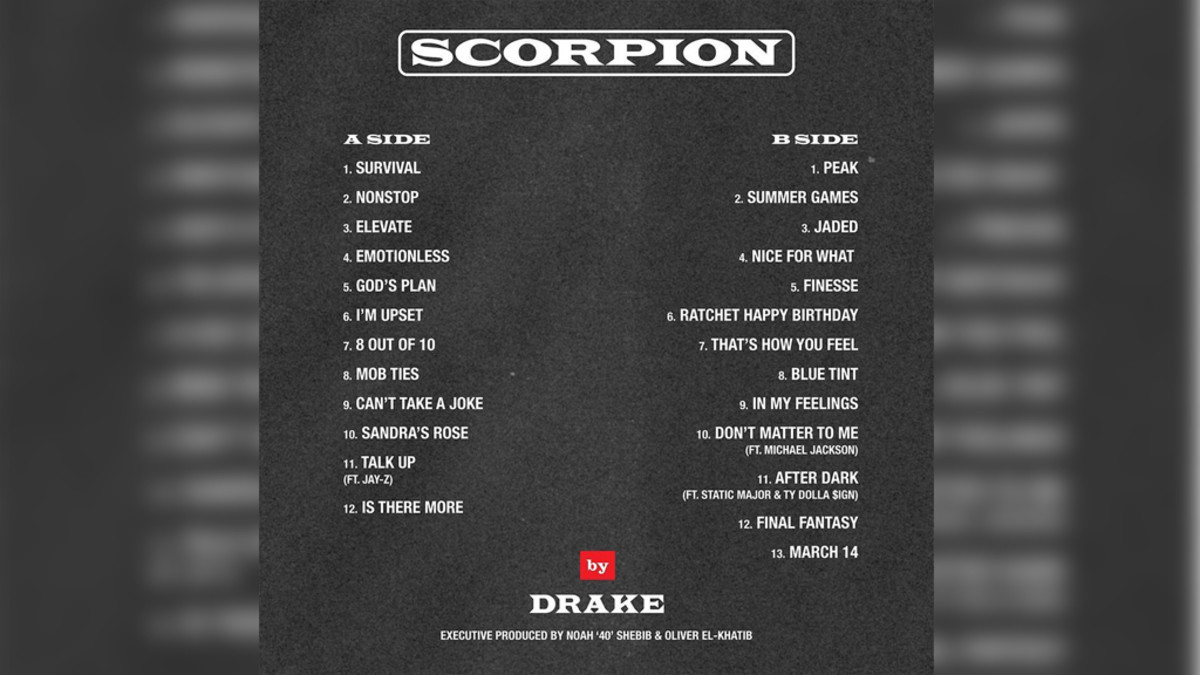 SCORPION
A SIDE
1. SURVIVAL
2. NONSTOP
3. ELEVATE
4. EMOTIONLESS
5. GOD'S PLAN
6. I'M UPSET
7. 8 OUT OF 10
8. MOB TIES
9. CAN'T TAKE A JOKE
10. SANDRA'S ROSE
11. TALK UP
(FT. JAY-Z)
12. IS THERE MORE
B SIDE
1. PEAK
2. SUMMER GAMES
3. JADED
4. NICE FOR WHAT
5. FINESSE
6. RATCHET HAPPY BIRTHDAY
7. THAT'S HOW YOU FEEL
8. BLUE TINT
9. IN MY FEELINGS
10. DON'T MATTER TO ME
(FT. MICHAEL JACKSON)
11. AFTER DARK
(FT. STATIC MAJOR & TY DOLLA $IGN)
12. FINAL FANTASY
13. MARCH 14
by
DRAKE
EXECUTIVE PRODUCED BY NOAH '40' SHEBIB & OLIVER EL-KHATIB